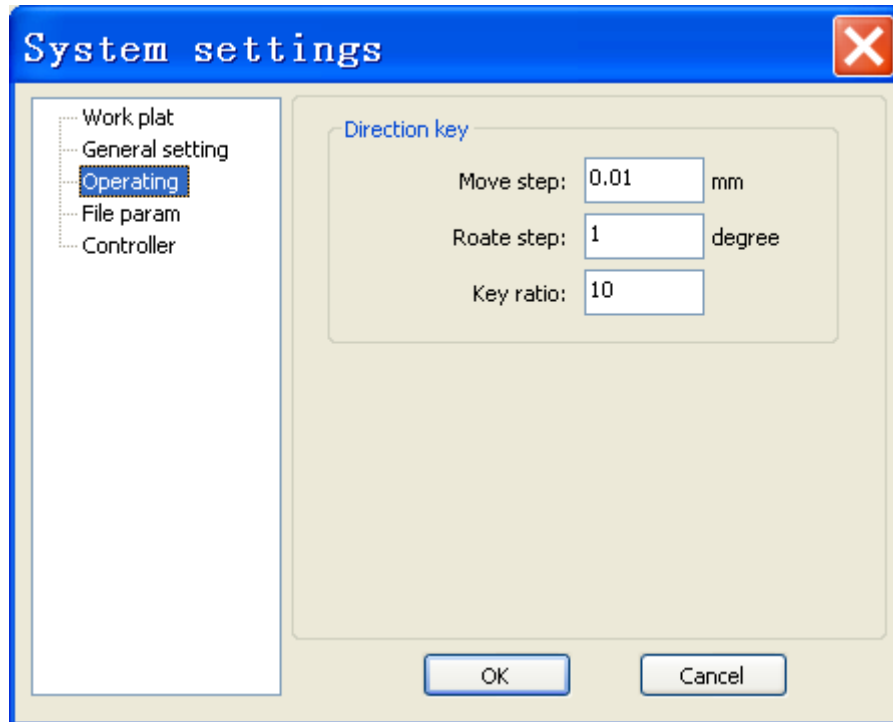 System settings
Work plat
General setting
Operating
File param
Controller
Direction key
Move step: 0.01 mm
Roate step: 1 degree
Key ratio: 10
OK Cancel